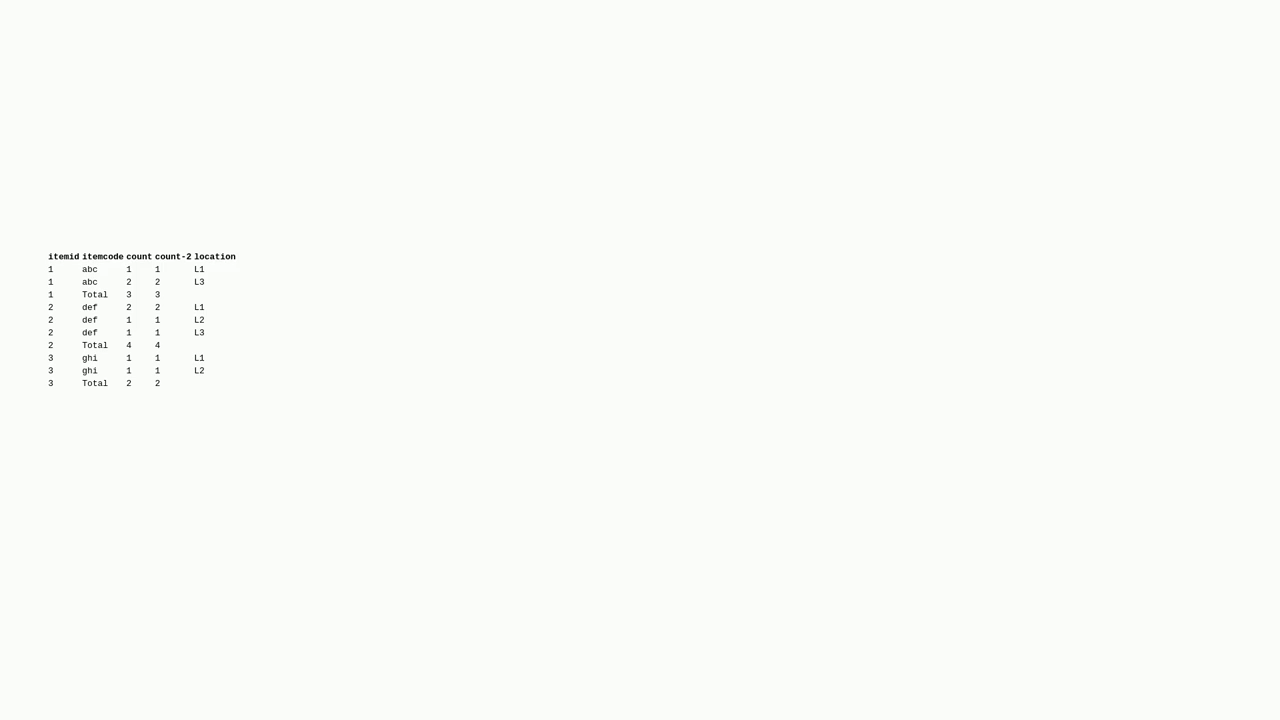 itemid itemcode count count-2 location
1 abc 1 1 L1
1 abc 2 2 L3
1 Total 3 3
2 def 2 2 L1
2 def 1 1 L2
2 def 1 1 L3
2 Total 4 4
3 ghi 1 1 L1
3 ghi 1 1 L2
3 Total 2 2